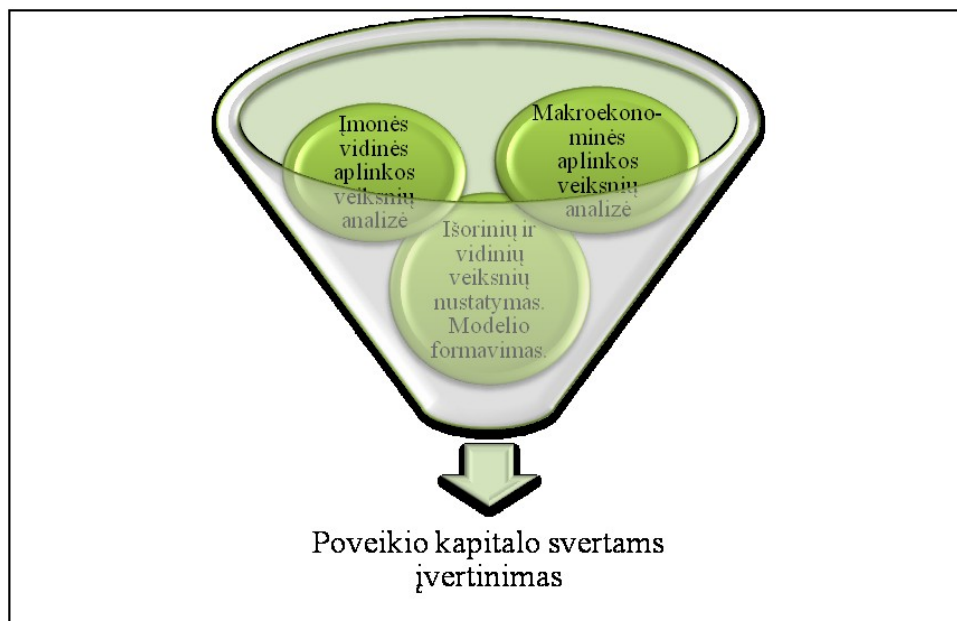 Įmonės
vidinės
aplinkos
veiksnių
analizė
Makroekono-
minės
aplinkos
veiksnių
analizė
Išorinių ir
vidinių
veiksnių
nustatymas.
Modelio
formavimas.
Poveikio kapitalo svertams
įvertinimas